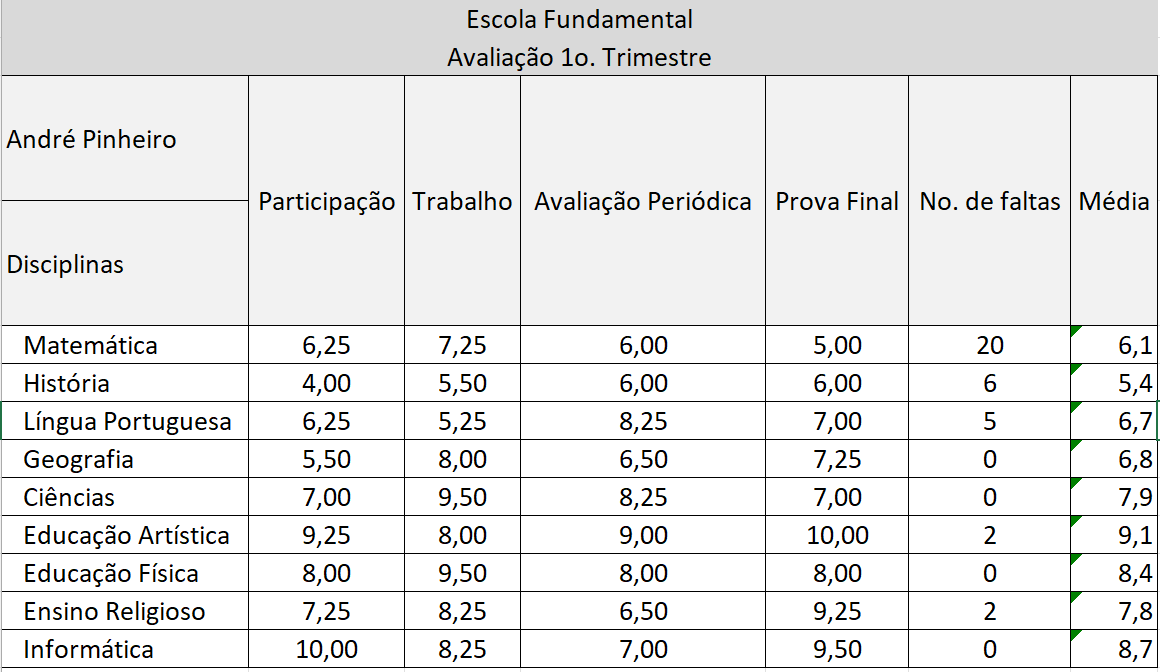 Escola Fundamental
Avaliação 1o. Trimestre
André Pinheiro
Disciplinas Participação Trabalho Avaliação Periódica Prova Final No. de faltas Média
Matemática 6,25 7,25 6,00 5,00 20 6,1
História 4,00 5,50 6,00 6,00 6 5,4
Língua Portuguesa 6,25 5,25 8,25 7,00 5 6,7
Geografia 5,50 8,00 6,50 7,25 0 6,8
Ciências 7,00 9,50 8,25 7,00 0 7,9
Educação Artística 9,25 8,00 9,00 10,00 2 9,1
Educação Física 8,00 9,50 8,00 8,00 0 8,4
Ensino Religioso 7,25 8,25 6,50 9,25 2 7,8
Informática 10,00 8,25 7,00 9,50 0 8,7